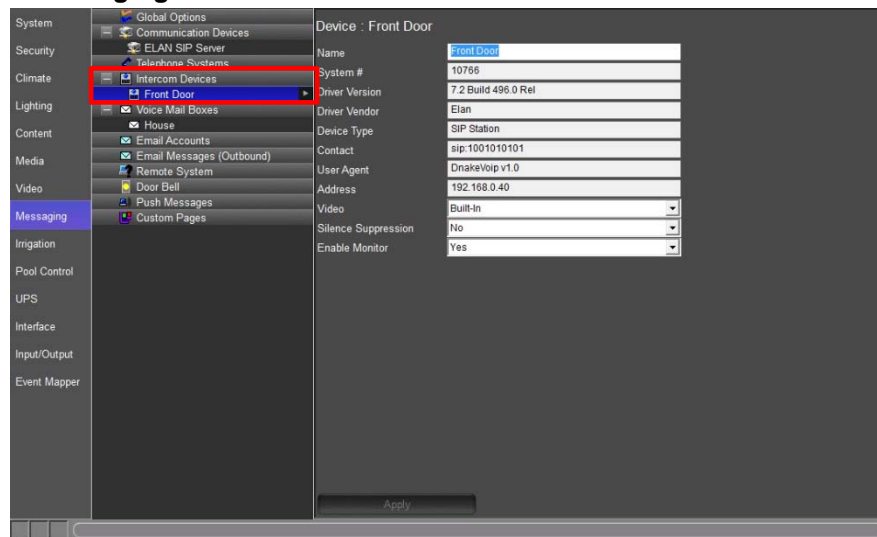 System
Security
Climate
Lighting
Content
Media
Video
Messaging
Irrigation
Pool Control
UPS
Interface
Input/Output
Event Mapper
Global Options
Communication Devices
ELAN SIP Server
Telephone Systems
Intercom Devices
Front Door
Voice Mail Boxes
House
Email Accounts
Email Messages (Outbound)
Remote System
Door Bell
Push Messages
Custom Pages
Device : Front Door
Name Front Door
System # 10766
Driver Version 7.2 Build 496.0 Rel
Driver Vendor Elan
Device Type SIP Station
Contact sip:1001010101
User Agent DnakeVoip v1.0
Address 192.168.0.40
Video Built-In
Silence Suppression No
Enable Monitor Yes
Apply